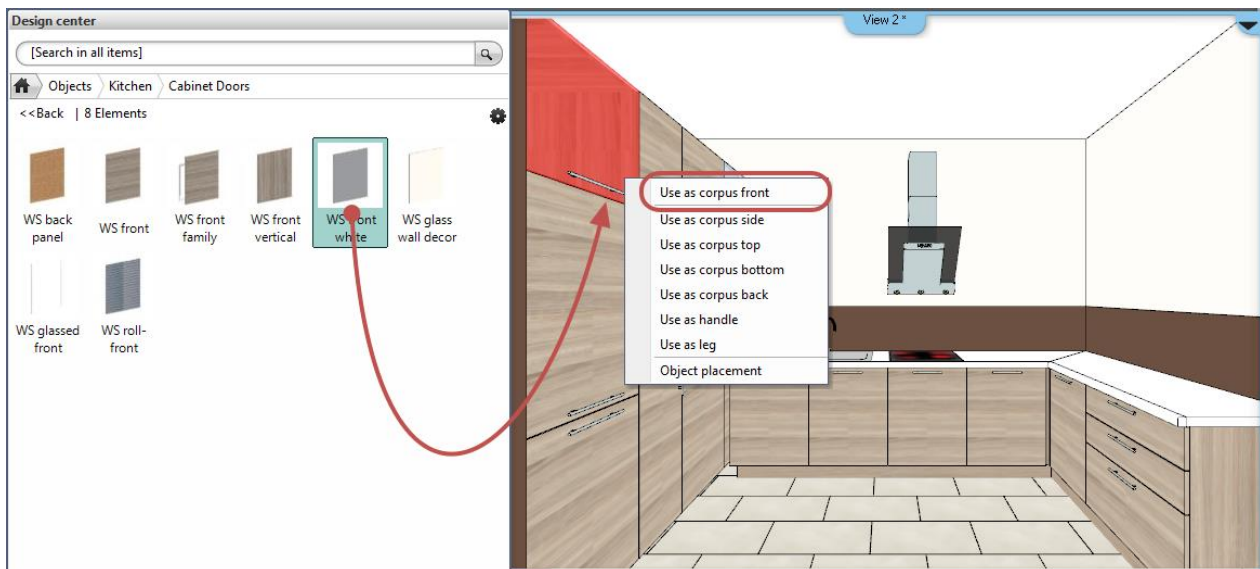 Design center
View 2 *
[Search in all items]
Objects Kitchen Cabinet Doors
<<Back | 8 Elements
WS back
panel
WS front
WS front
family
WS front
vertical
WS front
white
WS glass
wall decor
WS glassed
front
WS roll-
front
Use as corpus front
Use as corpus side
Use as corpus top
Use as corpus bottom
Use as corpus back
Use as handle
Use as leg
Object placement